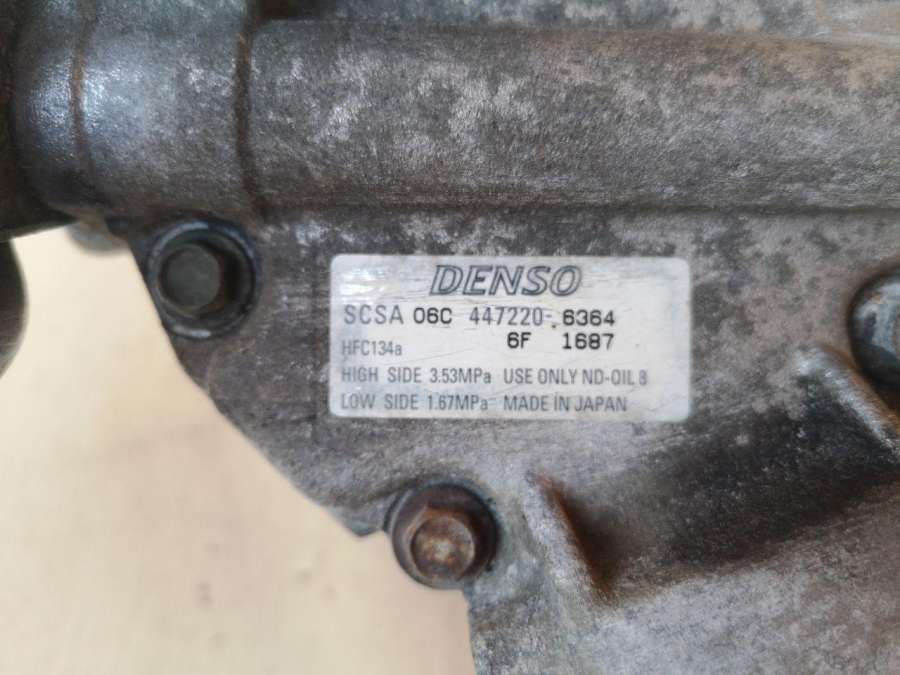 DENSO
SCSA 06C 447220-6364
6F 1687
HFC134a
HIGH SIDE 3.53MPa USE ONLY ND-OIL 8
LOW SIDE 1.67MPa MADE IN JAPAN